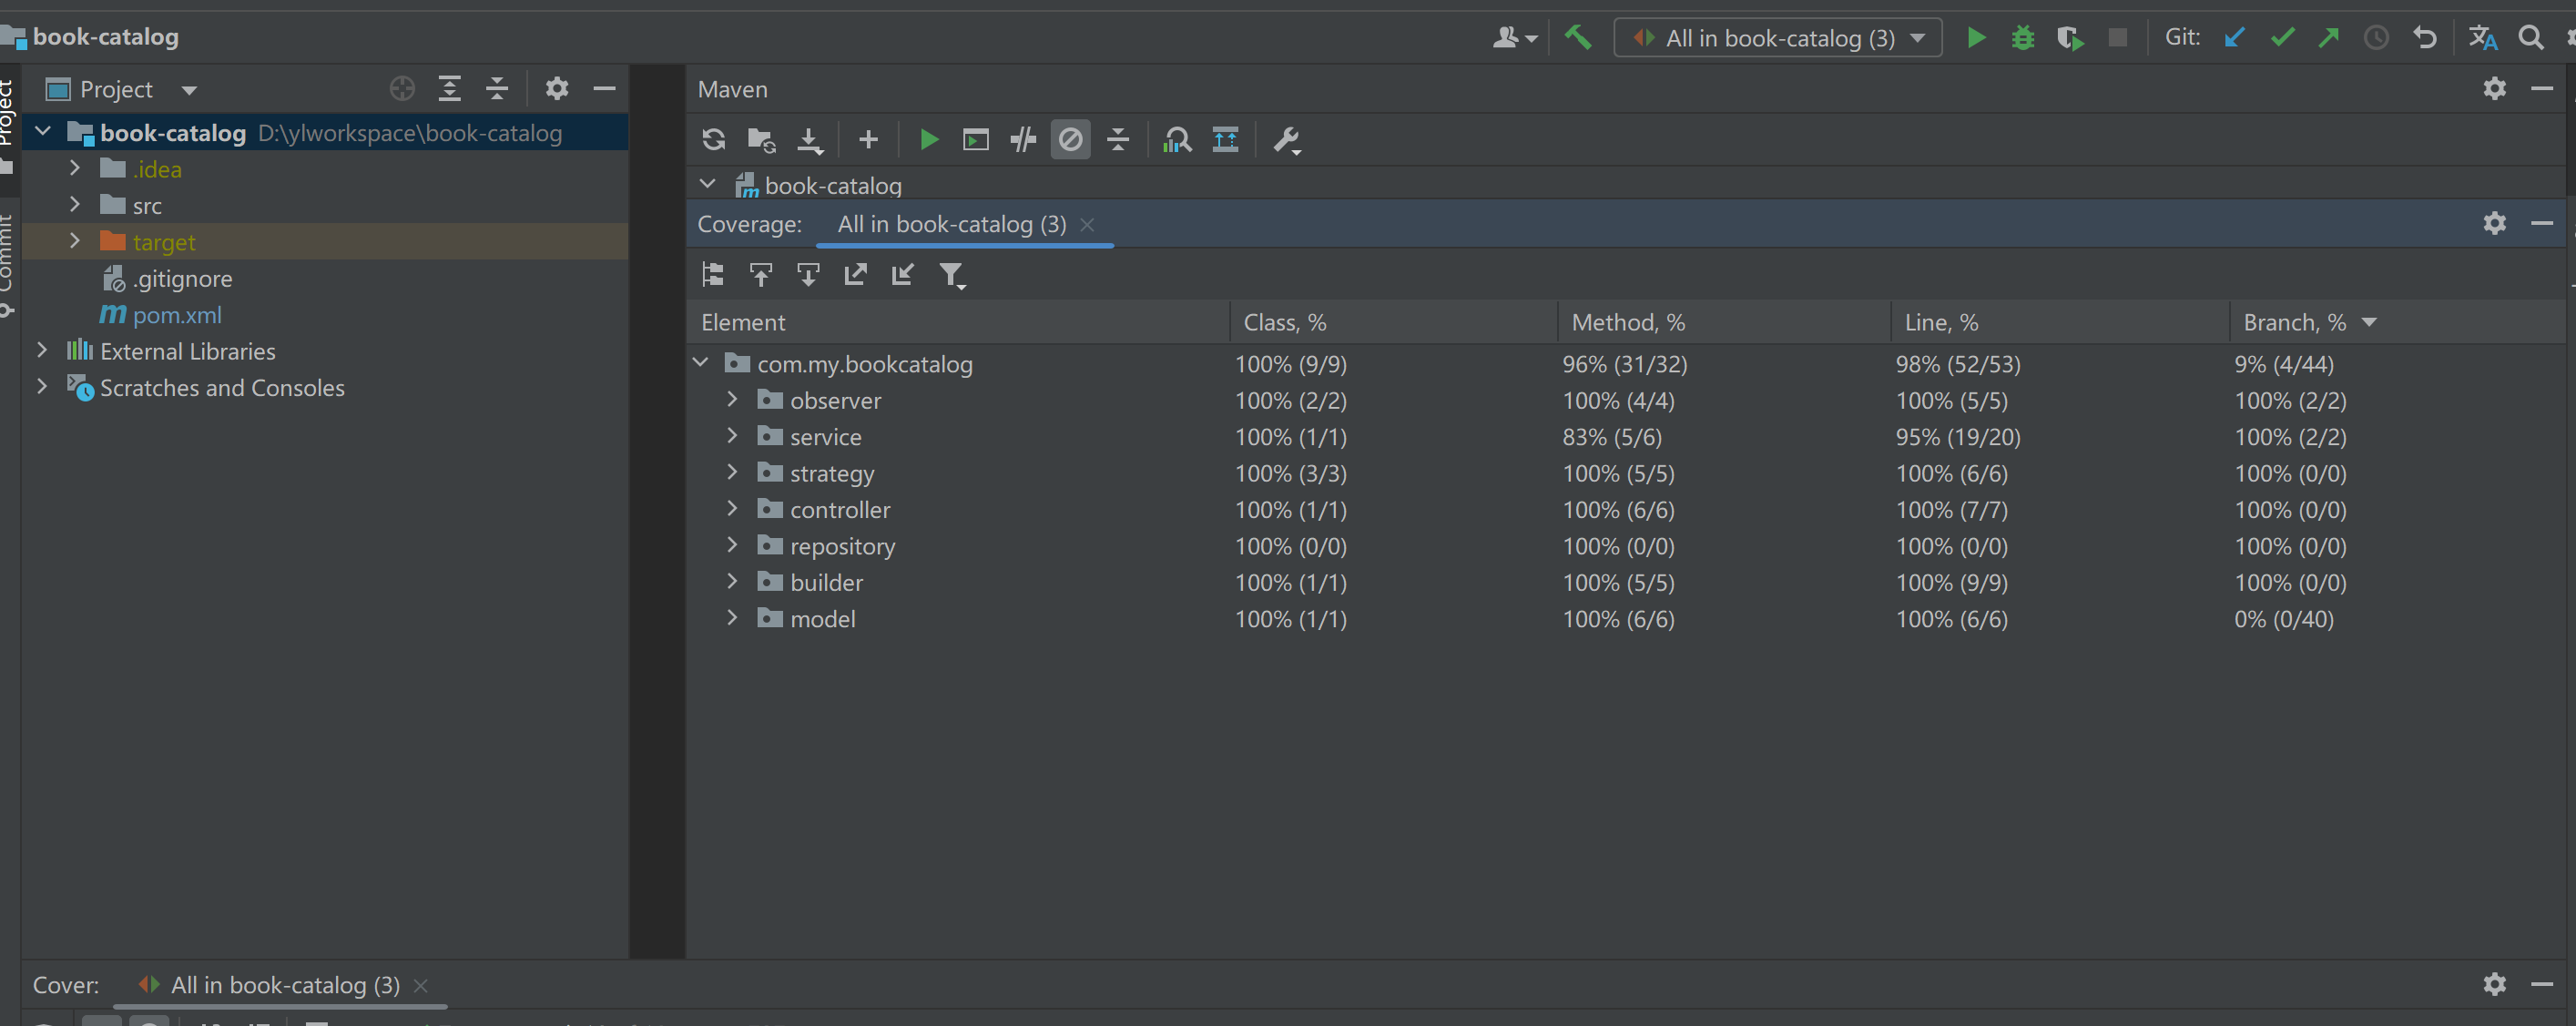 book-catalog
All in book-catalog (3)
Git:
Project
Project
Commit
book-catalog D:\ylworkspace\book-catalog
.idea
src
target
.gitignore
pom.xml
External Libraries
Scratches and Consoles
Maven
book-catalog
Coverage: All in book-catalog (3)
Element Class, % Method, % Line, % Branch, %
com.my.bookcatalog 100% (9/9) 96% (31/32) 98% (52/53) 9% (4/44)
observer 100% (2/2) 100% (4/4) 100% (5/5) 100% (2/2)
service 100% (1/1) 83% (5/6) 95% (19/20) 100% (2/2)
strategy 100% (3/3) 100% (5/5) 100% (6/6) 100% (0/0)
controller 100% (1/1) 100% (6/6) 100% (7/7) 100% (0/0)
repository 100% (0/0) 100% (0/0) 100% (0/0) 100% (0/0)
builder 100% (1/1) 100% (5/5) 100% (9/9) 100% (0/0)
model 100% (1/1) 100% (6/6) 100% (6/6) 0% (0/40)
Cover: All in book-catalog (3)